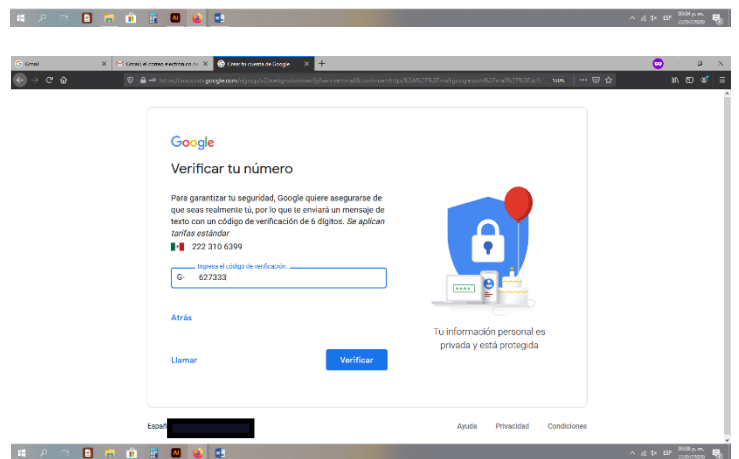 ESP
Gmail
Crear tu cuenta de Google
Google
Verificar tu número
Para garantizar tu seguridad, Google quiere asegurarse de
que seas realmente tú, por lo que te enviará un mensaje de
texto con un código de verificación de 6 dígitos. Se aplican
tarifas estándar
222 310 6399
Ingresa el código de verificación.
G- 627333
Atrás
Llamar
Verificar
Tu información personal es
privada y está protegida
Españ
Ayuda Privacidad Condiciones
ESP